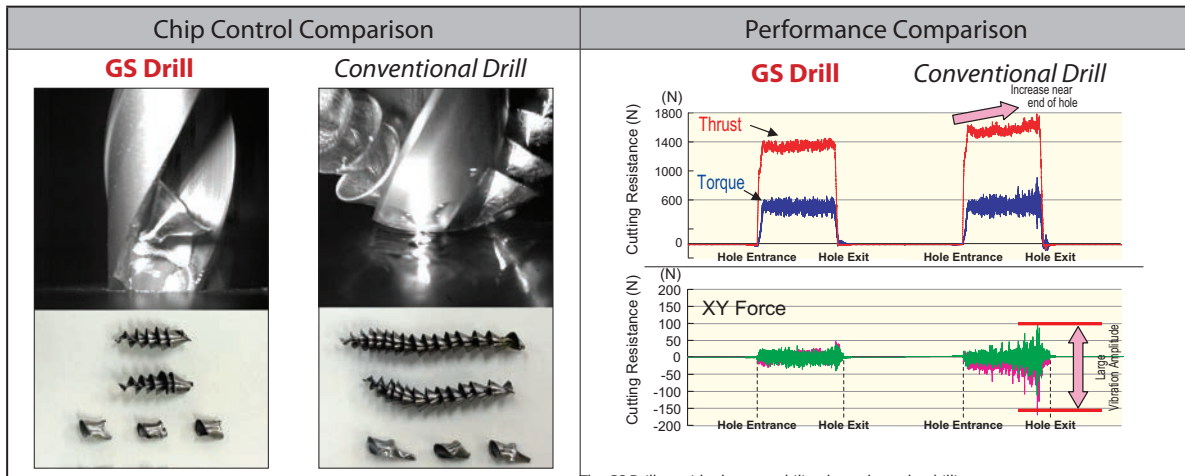 Chip Control Comparison
Performance Comparison
GS Drill
Conventional Drill
GS Drill
Conventional Drill
(N)
Increase near
end of hole
Cutting Resistance (N)
1800
1400
1000
600
0
Thrust
Torque
Hole Entrance
Hole Exit
Hole Entrance
Hole Exit
(N)
Cutting Resistance (N)
200
150
100
50
0
-50
-100
-150
-200
XY Force
Large
Vibration Amplitude
Hole Entrance
Hole Exit
Hole Entrance
Hole Exit